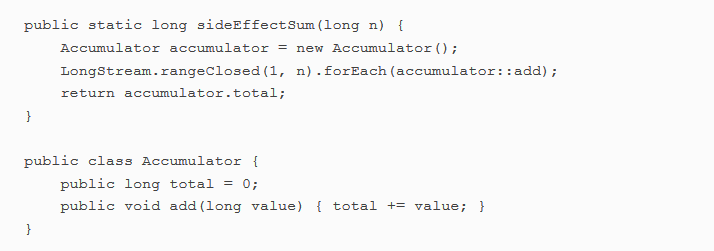 public static long sideEffectSum(long n) {
    Accumulator accumulator = new Accumulator();
    LongStream.rangeClosed(1, n).forEach(accumulator::add);
    return accumulator.total;
}

public class Accumulator {
    public long total = 0;
    public void add(long value) { total += value; }
}